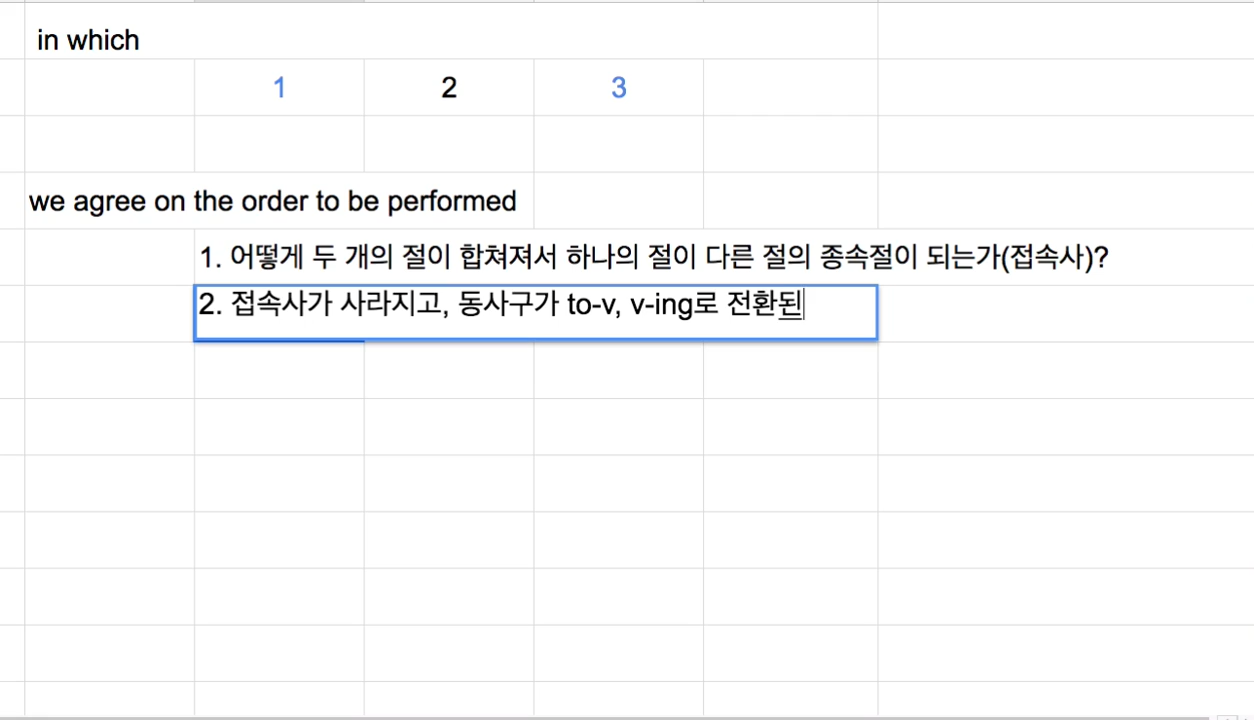 in which
1 2 3
we agree on the order to be performed
1. 어떻게 두 개의 절이 합쳐져서 하나의 절이 다른 절의 종속절이 되는가(접속사)?
2. 접속사가 사라지고, 동사구가 to-v, v-ing로 전환된